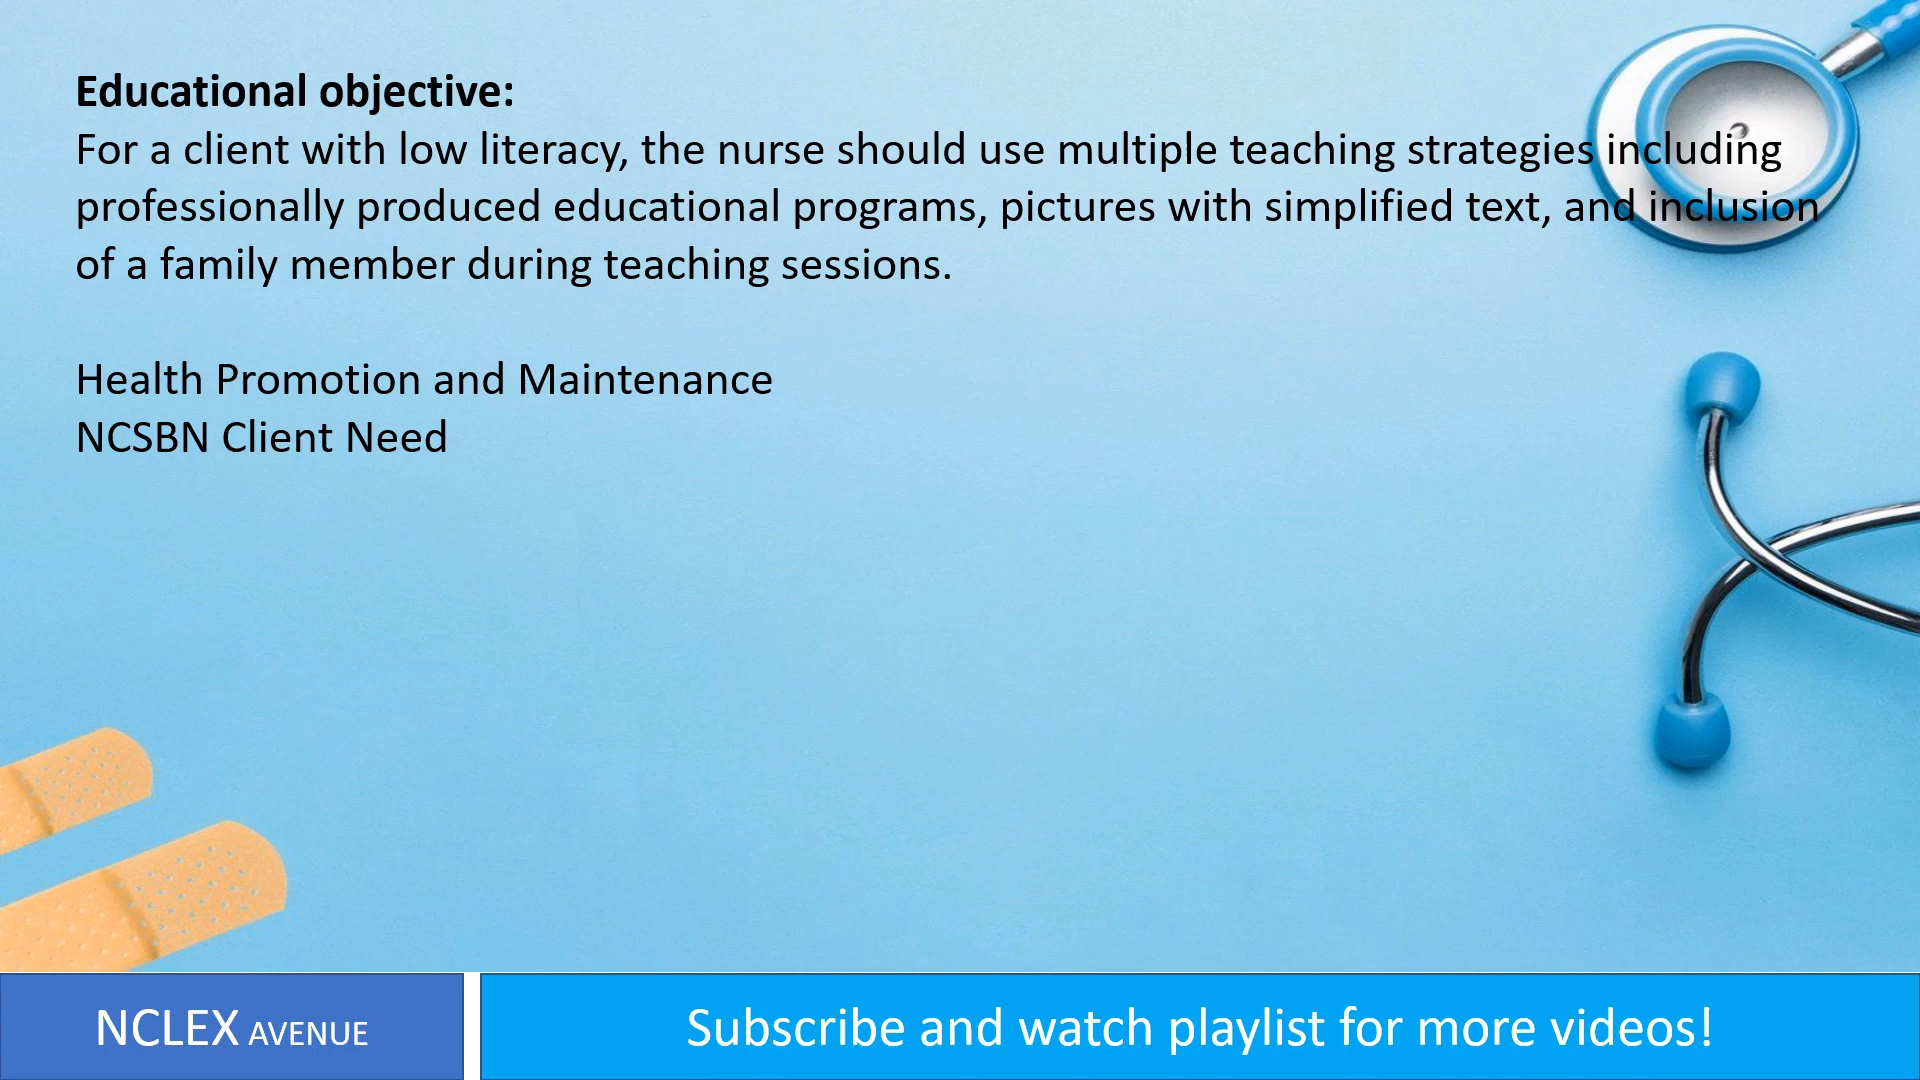 Educational objective:
For a client with low literacy, the nurse should use multiple teaching strategies including
professionally produced educational programs, pictures with simplified text, and inclusion
of a family member during teaching sessions.
Health Promotion and Maintenance
NCSBN Client Need
NCLEX AVENUE
Subscribe and watch playlist for more videos!